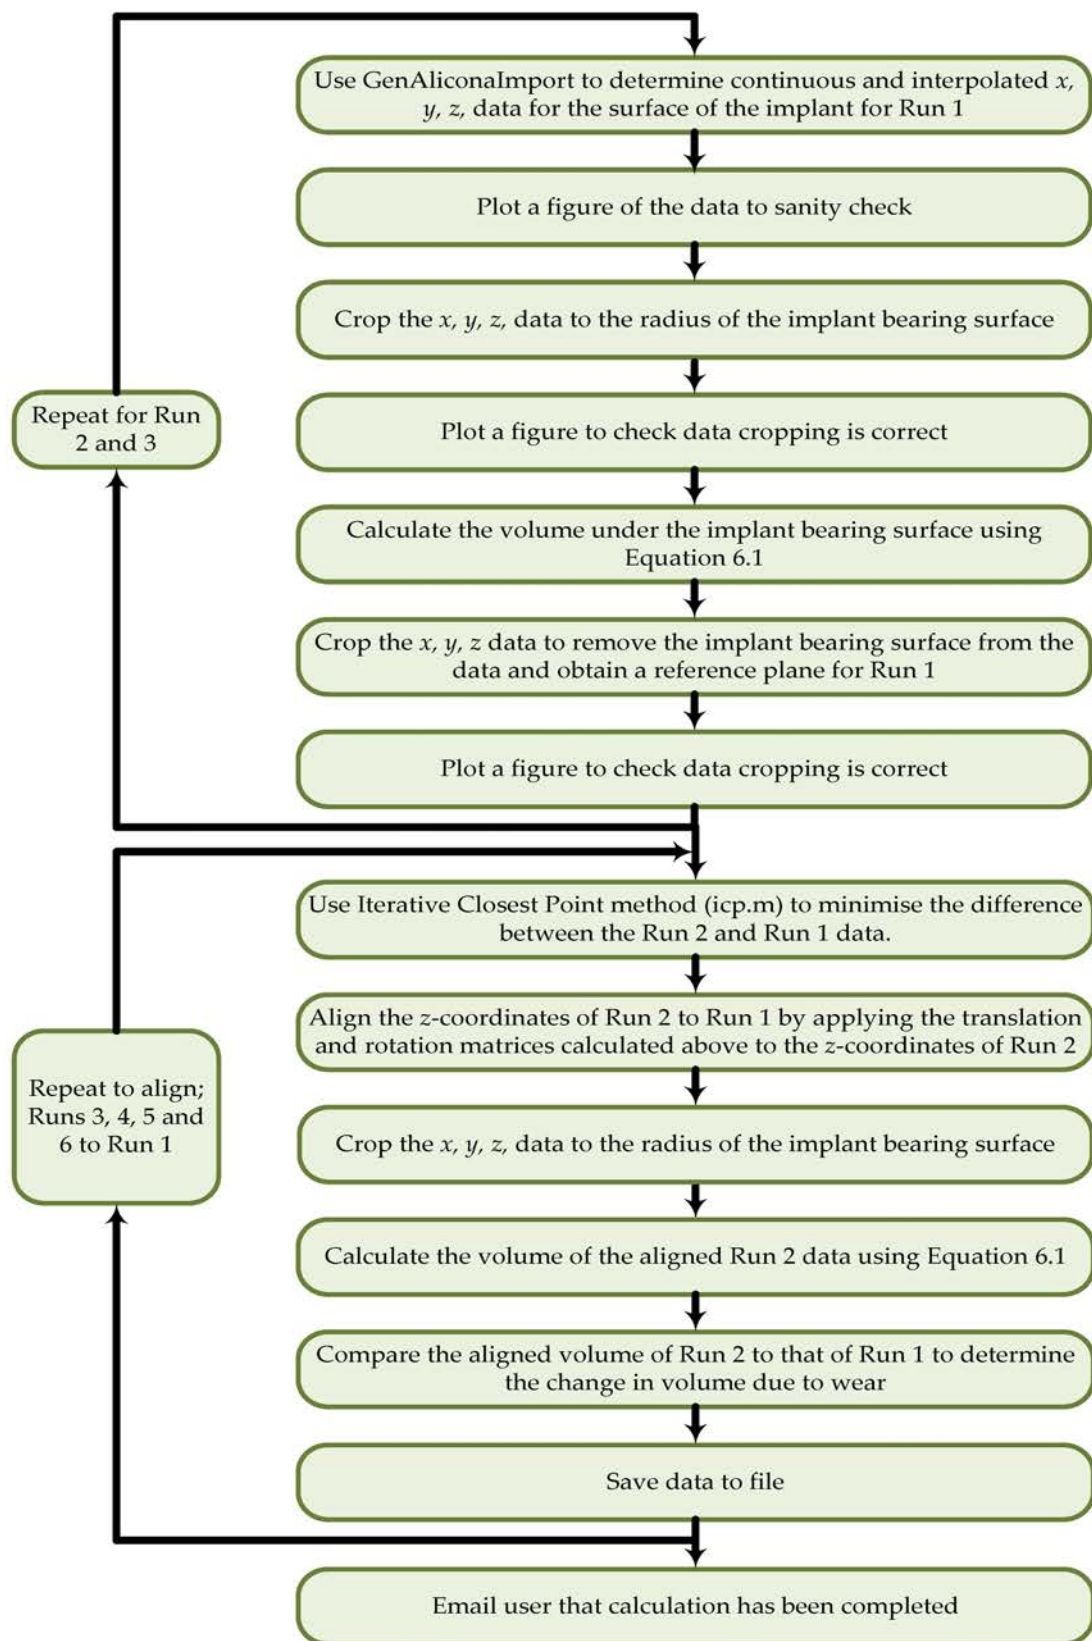 Use GenAliconaImport to determine continuous and interpolated x,
y, z, data for the surface of the implant for Run 1
Plot a figure of the data to sanity check
Crop the x, y, z, data to the radius of the implant bearing surface
Repeat for Run
2 and 3
Plot a figure to check data cropping is correct
Calculate the volume under the implant bearing surface using
Equation 6.1
Crop the x, y, z data to remove the implant bearing surface from the
data and obtain a reference plane for Run 1
Plot a figure to check data cropping is correct
Use Iterative Closest Point method (icp.m) to minimise the difference
between the Run 2 and Run 1 data.
Align the z-coordinates of Run 2 to Run 1 by applying the translation
and rotation matrices calculated above to the z-coordinates of Run 2
Repeat to align;
Runs 3, 4, 5 and
6 to Run 1
Crop the x, y, z, data to the radius of the implant bearing surface
Calculate the volume of the aligned Run 2 data using Equation 6.1
Compare the aligned volume of Run 2 to that of Run 1 to determine
the change in volume due to wear
Save data to file
Email user that calculation has been completed